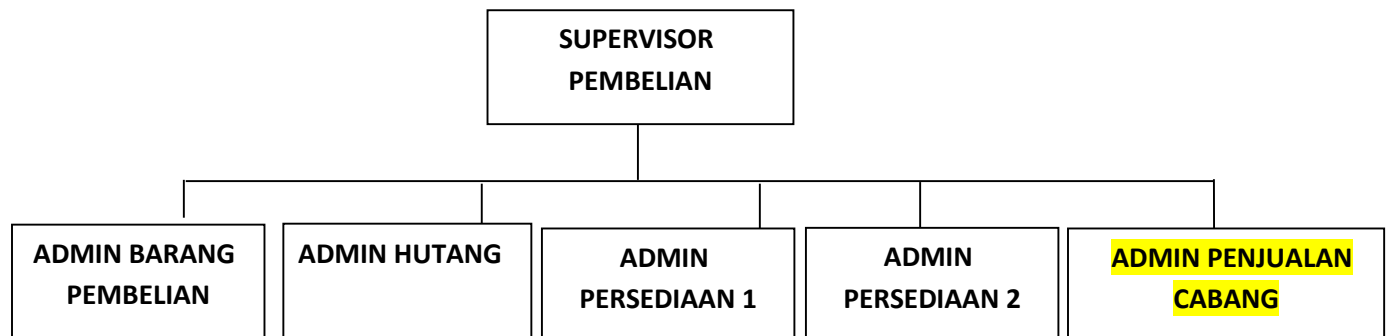 SUPERVISOR
PEMBELIAN
ADMIN BARANG
PEMBELIAN
ADMIN HUTANG
ADMIN
PERSEDIAAN 1
ADMIN
PERSEDIAAN 2
ADMIN PENJUALAN
CABANG